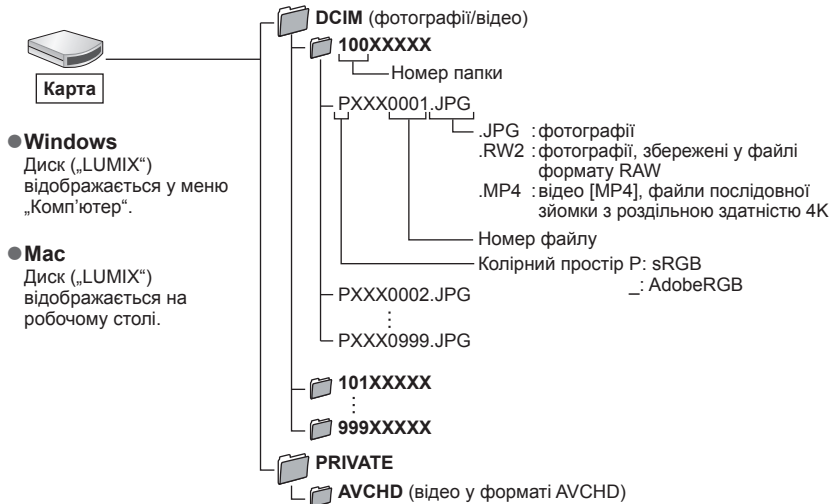 DCIM (фотографії/відео)
100XXXXX
Номер папки
Карта
PXXX0001.JPG
.JPG : фотографії
.RW2 : фотографії, збережені у файлі
формату RAW
.MP4 : відео [MP4], файли послідовної
зйомки з роздільною здатністю 4K
Номер файлу
Колірний простір P: sRGB
_: AdobeRGB
PXXX0002.JPG
PXXX0999.JPG
101XXXXX
999XXXXX
PRIVATE
AVCHD (відео у форматі AVCHD)
●Windows
Диск („LUMIX“)
відображається у меню
„Комп’ютер“.
●Mac
Диск („LUMIX“)
відображається на
робочому столі.